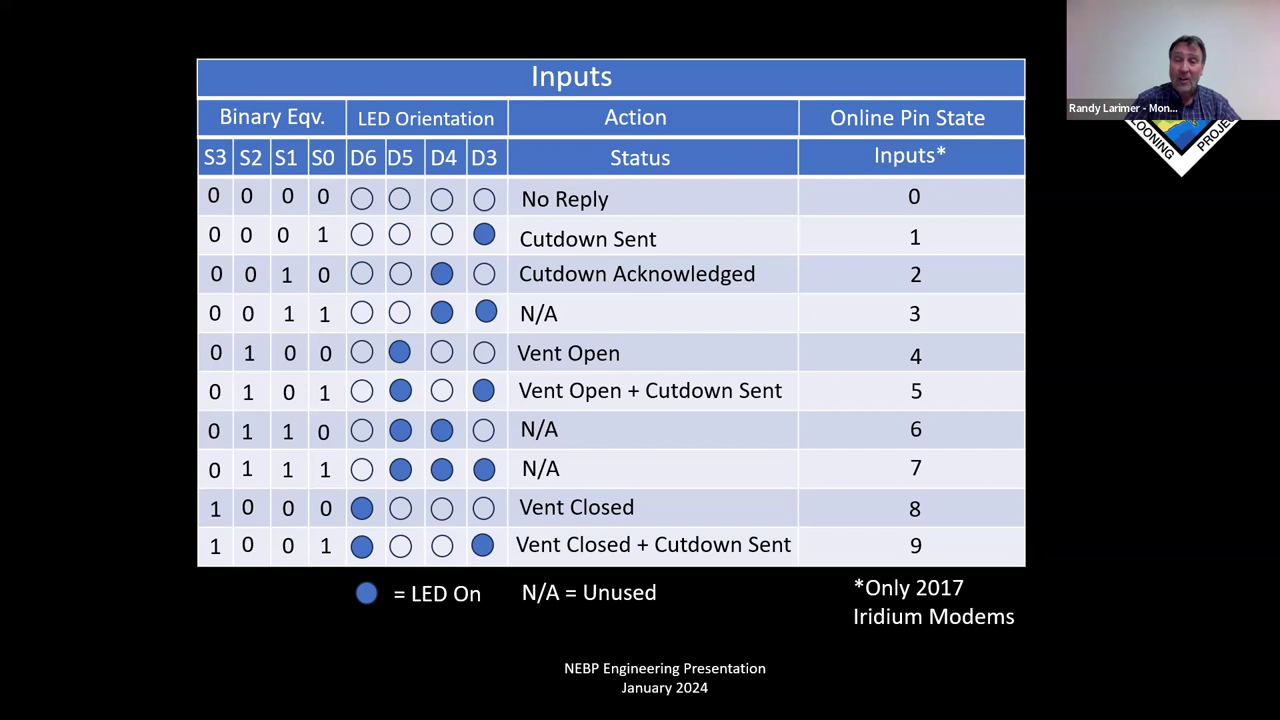 Inputs
Binary Eqv. LED Orientation Action Online Pin State
S3 S2 S1 S0 D6 D5 D4 D3 Status Inputs*
0 0 0 0 No Reply 0
0 0 0 1 Cutdown Sent 1
0 0 1 0 Cutdown Acknowledged 2
0 0 1 1 N/A 3
0 1 0 0 Vent Open 4
0 1 0 1 Vent Open + Cutdown Sent 5
0 1 1 0 N/A 6
0 1 1 1 N/A 7
1 0 0 0 Vent Closed 8
1 0 0 1 Vent Closed + Cutdown Sent 9
= LED On N/A = Unused *Only 2017
Iridium Modems
NEBP Engineering Presentation
January 2024
Randy Larimer - Mon...
LOONING PROJE